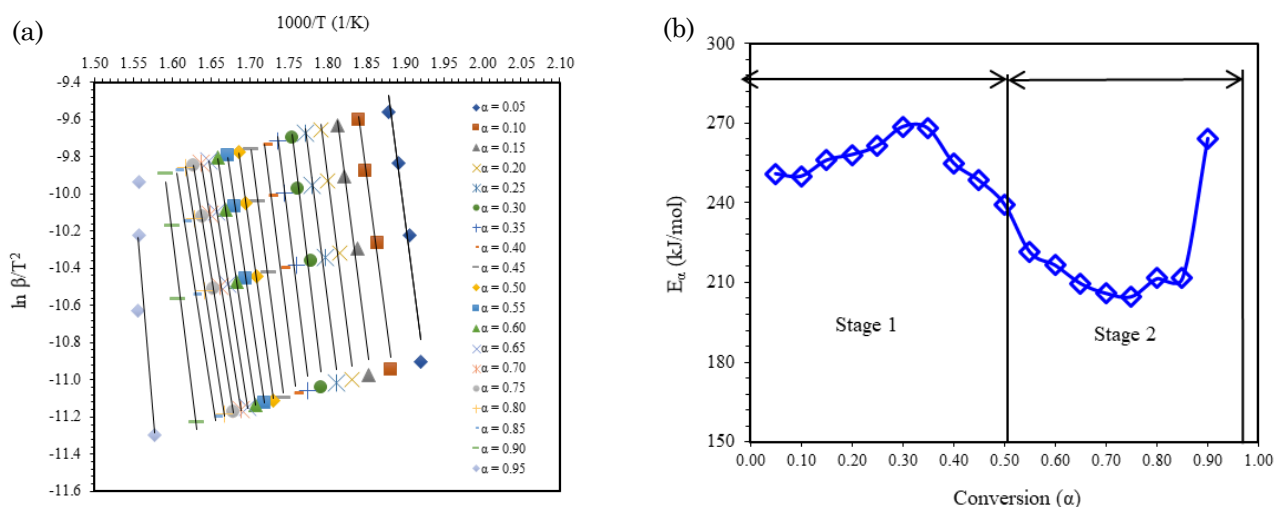 (a)
1000/T (1/K)
1.50 1.55 1.60 1.65 1.70 1.75 1.80 1.85 1.90 1.95 2.00 2.05 2.10
-9.4
-9.6
-9.8
-10.0
-10.2
-10.4
-10.6
-10.8
-11.0
-11.2
-11.4
-11.6
ln β/T²
α = 0.05
α = 0.10
α = 0.15
α = 0.20
α = 0.25
α = 0.30
α = 0.35
α = 0.40
α = 0.45
α = 0.50
α = 0.55
α = 0.60
α = 0.65
α = 0.70
α = 0.75
α = 0.80
α = 0.85
α = 0.90
α = 0.95
(b)
300
270
240
210
180
150
Eα (kJ/mol)
Stage 1
Stage 2
0.00 0.10 0.20 0.30 0.40 0.50 0.60 0.70 0.80 0.90 1.00
Conversion (α)